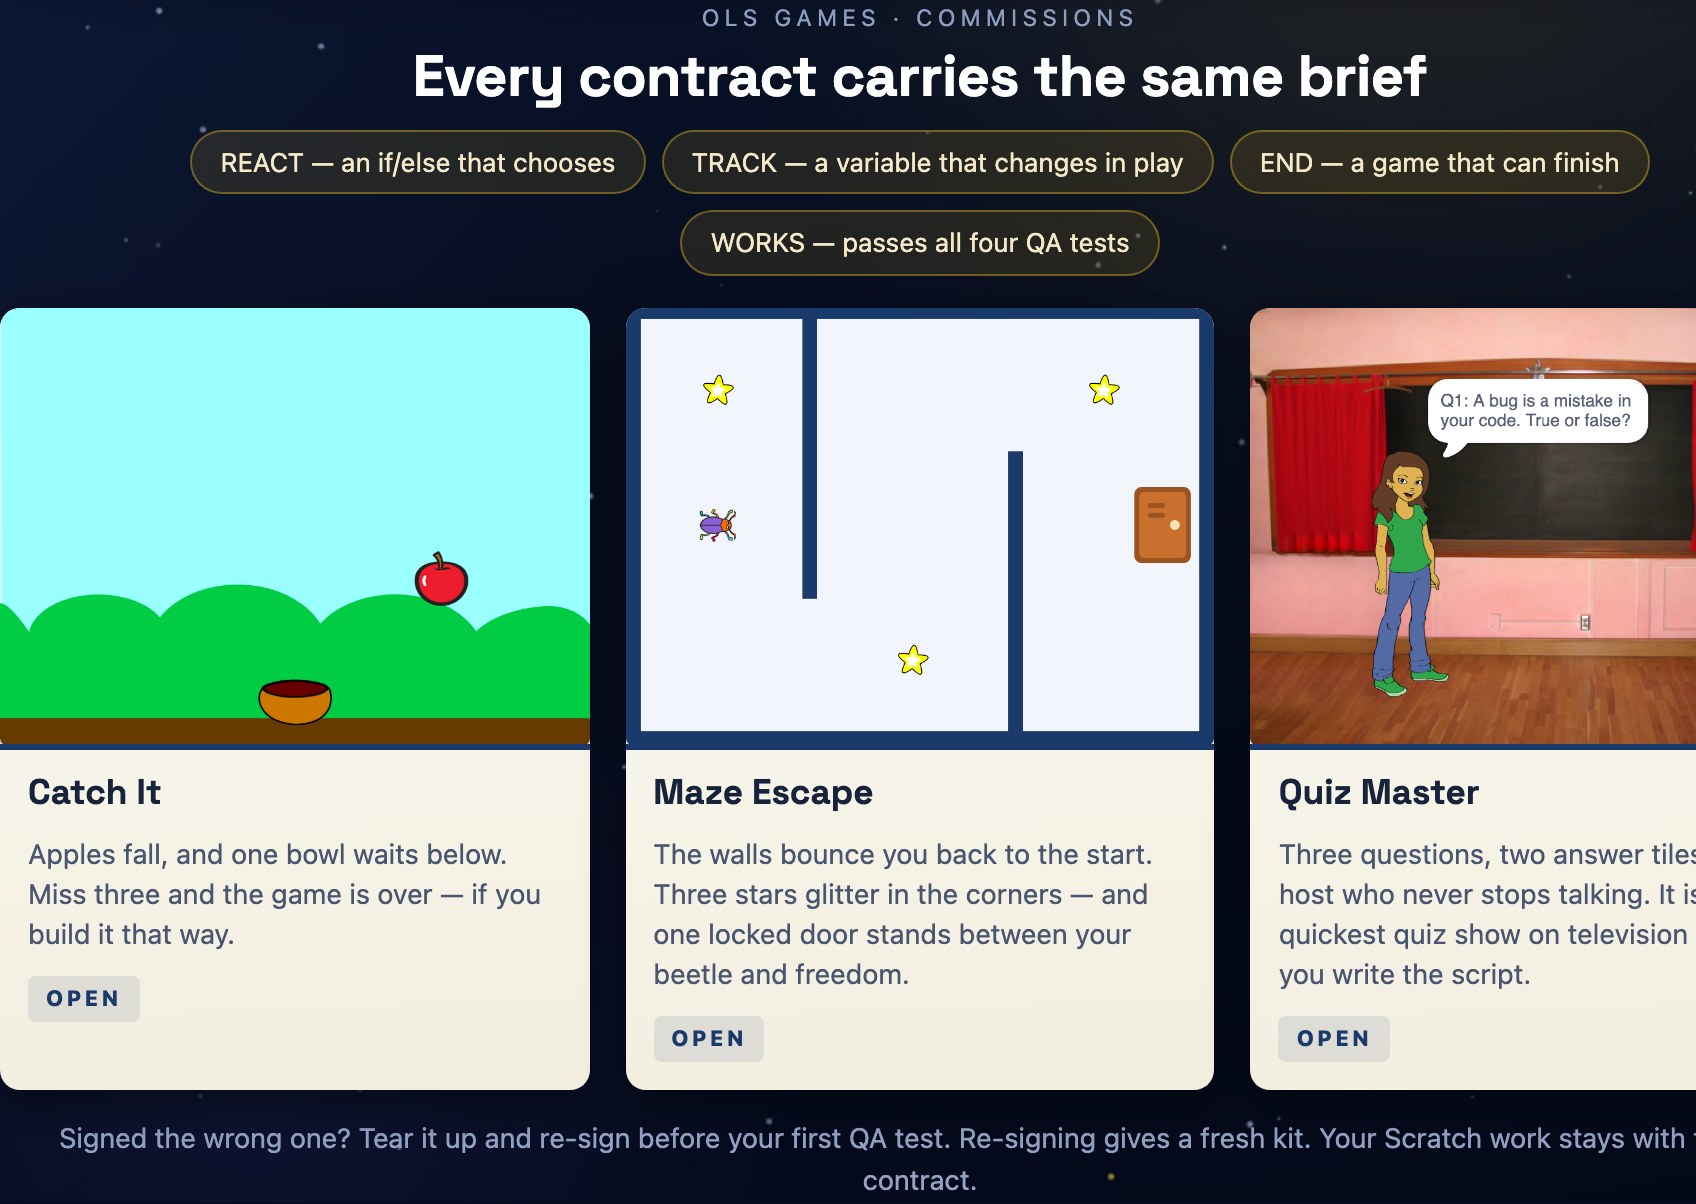 OLS GAMES · COMMISSIONS
Every contract carries the same brief
REACT — an if/else that chooses
TRACK — a variable that changes in play
END — a game that can finish
WORKS — passes all four QA tests
Q1: A bug is a mistake in
your code. True or false?
Catch It
Apples fall, and one bowl waits below.
Miss three and the game is over — if you
build it that way.
OPEN
Maze Escape
The walls bounce you back to the start.
Three stars glitter in the corners — and
one locked door stands between your
beetle and freedom.
OPEN
Quiz Master
Three questions, two answer tiles
host who never stops talking. It is
quickest quiz show on television
you write the script.
OPEN
Signed the wrong one? Tear it up and re-sign before your first QA test. Re-signing gives a fresh kit. Your Scratch work stays with
contract.